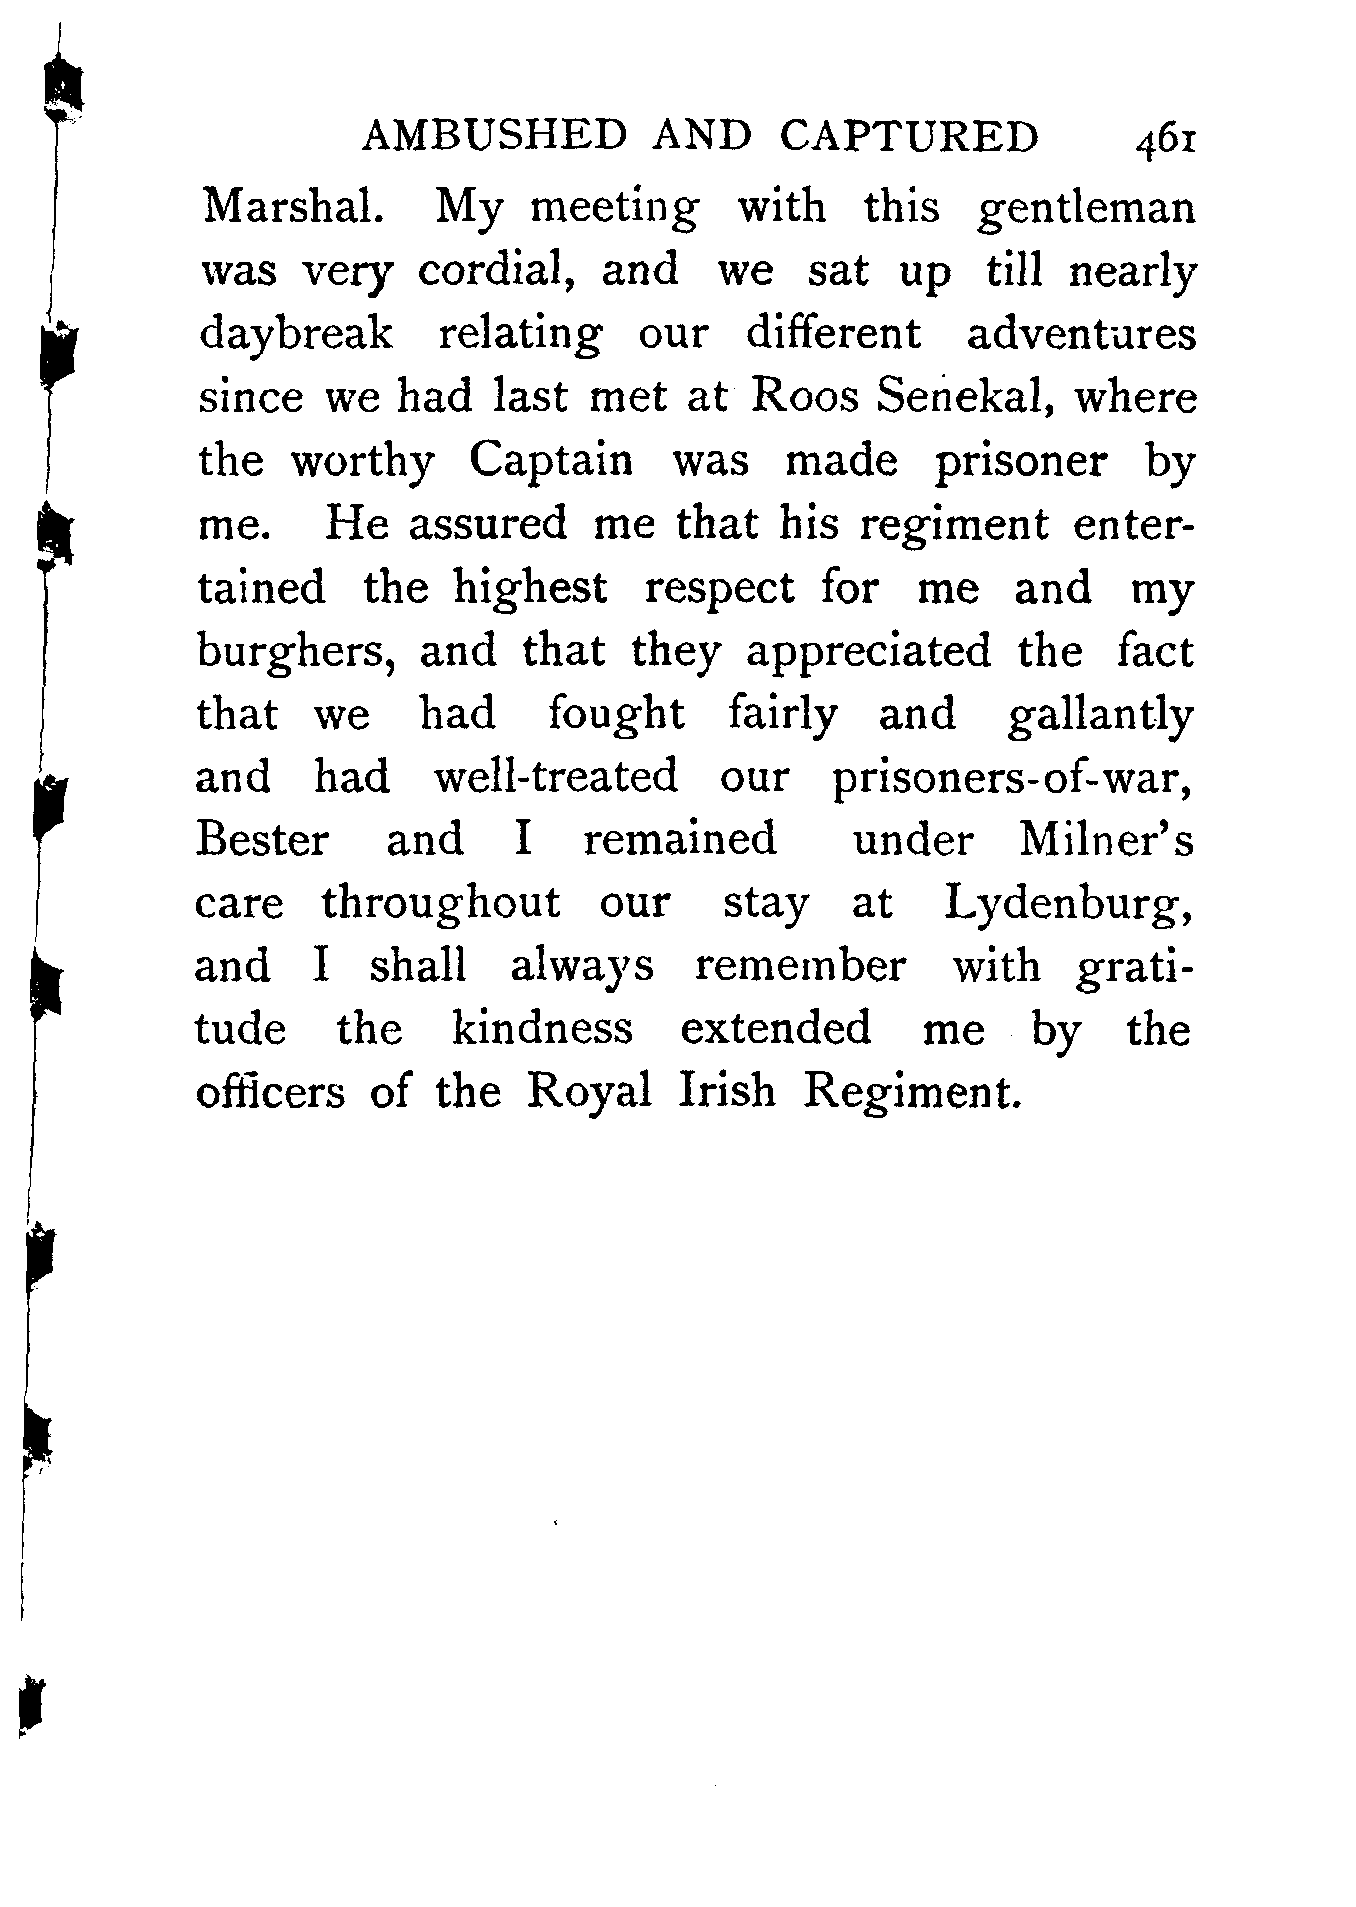 AMBUSHED AND CAPTURED 461
Marshal. My meeting with this gentleman
was very cordial, and we sat up till nearly
daybreak relating our different adventures
since we had last met at Roos Senekal, where
the worthy Captain was made prisoner by
me. He assured me that his regiment enter-
tained the highest respect for me and my
burghers, and that they appreciated the fact
that we had fought fairly and gallantly
and had well-treated our prisoners-of-war,
Bester and I remained under Milner's
care throughout our stay at Lydenburg,
and I shall always remember with grati-
tude the kindness extended me by the
officers of the Royal Irish Regiment.